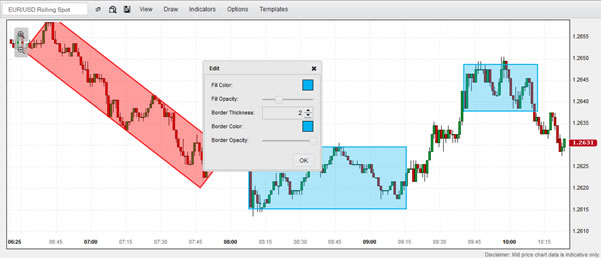 EUR/USD Rolling Spot View Draw Indicators Options Templates
1.2655
1.2650
1.2645
1.2640
1.2635
1.2631
1.2625
1.2620
1.2615
1.2610
Edit
Fill Color:
Fill Opacity:
Border Thickness: 2
Border Color:
Border Opacity:
OK
06:25 06:45 07:00 07:15 07:30 07:45 08:00 08:15 08:30 08:45 09:00 09:15 09:30 09:45 10:00 10:15
Disclaimer: Mid price chart data is indicative only.